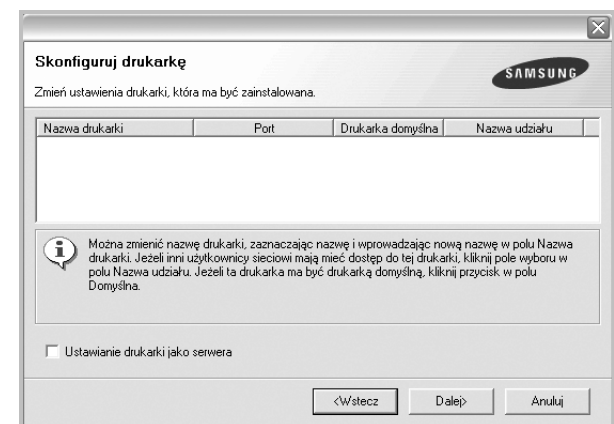 Skonfiguruj drukarkę
SAMSUNG
Zmień ustawienia drukarki, która ma być zainstalowana.
Nazwa drukarki Port Drukarka domyślna Nazwa udziału
Można zmienić nazwę drukarki, zaznaczając nazwę i wprowadzając nową nazwę w polu Nazwa
drukarki. Jeżeli inni użytkownicy sieciowi mają mieć dostęp do tej drukarki, kliknij pole wyboru w
polu Nazwa udziału. Jeżeli ta drukarka ma być drukarką domyślną, kliknij przycisk w polu
Domyślna.
Ustawianie drukarki jako serwera
<Wstecz Dalej> Anuluj